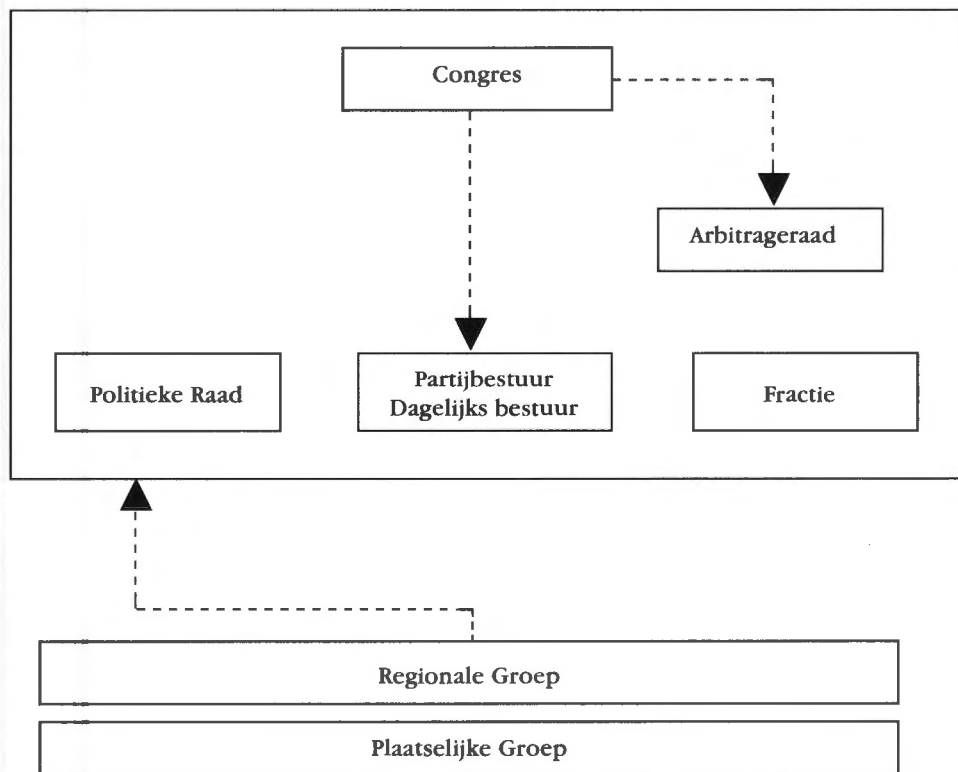 Congres
Arbitrageraad
Politieke Raad
Partijbestuur
Dagelijks bestuur
Fractie
Regionale Groep
Plaatselijke Groep